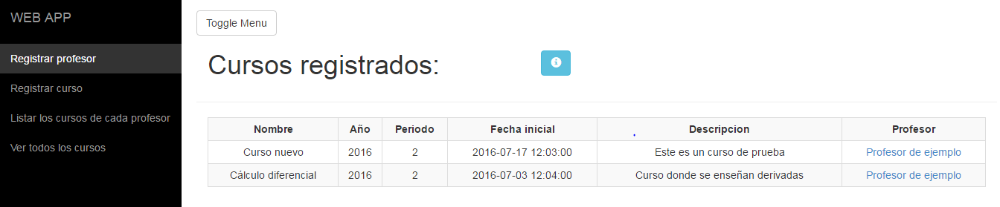 WEB APP
Registrar profesor
Registrar curso
Listar los cursos de cada profesor
Ver todos los cursos
Toggle Menu
Cursos registrados:
Nombre Año Periodo Fecha inicial Descripcion Profesor
Curso nuevo 2016 2 2016-07-17 12:03:00 Este es un curso de prueba Profesor de ejemplo
Cálculo diferencial 2016 2 2016-07-03 12:04:00 Curso donde se enseñan derivadas Profesor de ejemplo